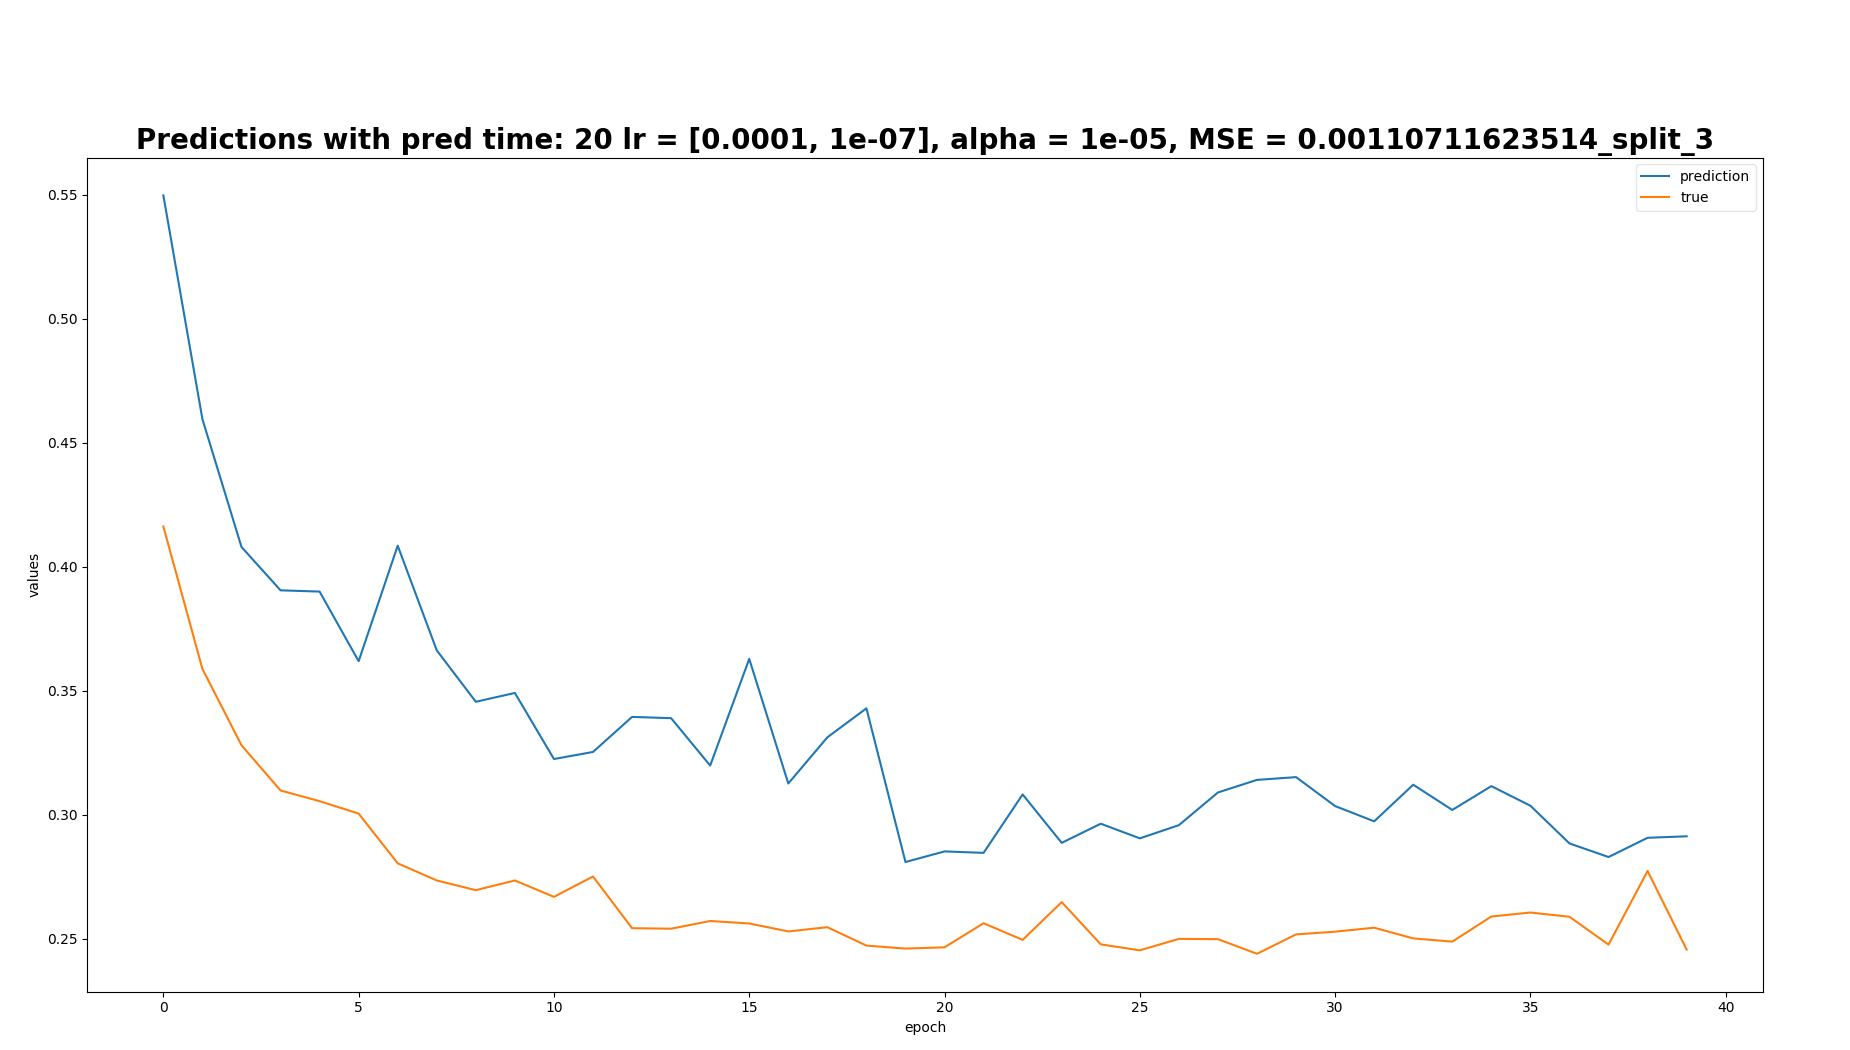 Predictions with pred time: 20 lr = [0.0001, 1e-07], alpha = 1e-05, MSE = 0.00110711623514_split_3
prediction
true
0.55
0.50
0.45
0.40
0.35
0.30
0.25
values
0 5 10 15 20 25 30 35 40
epoch